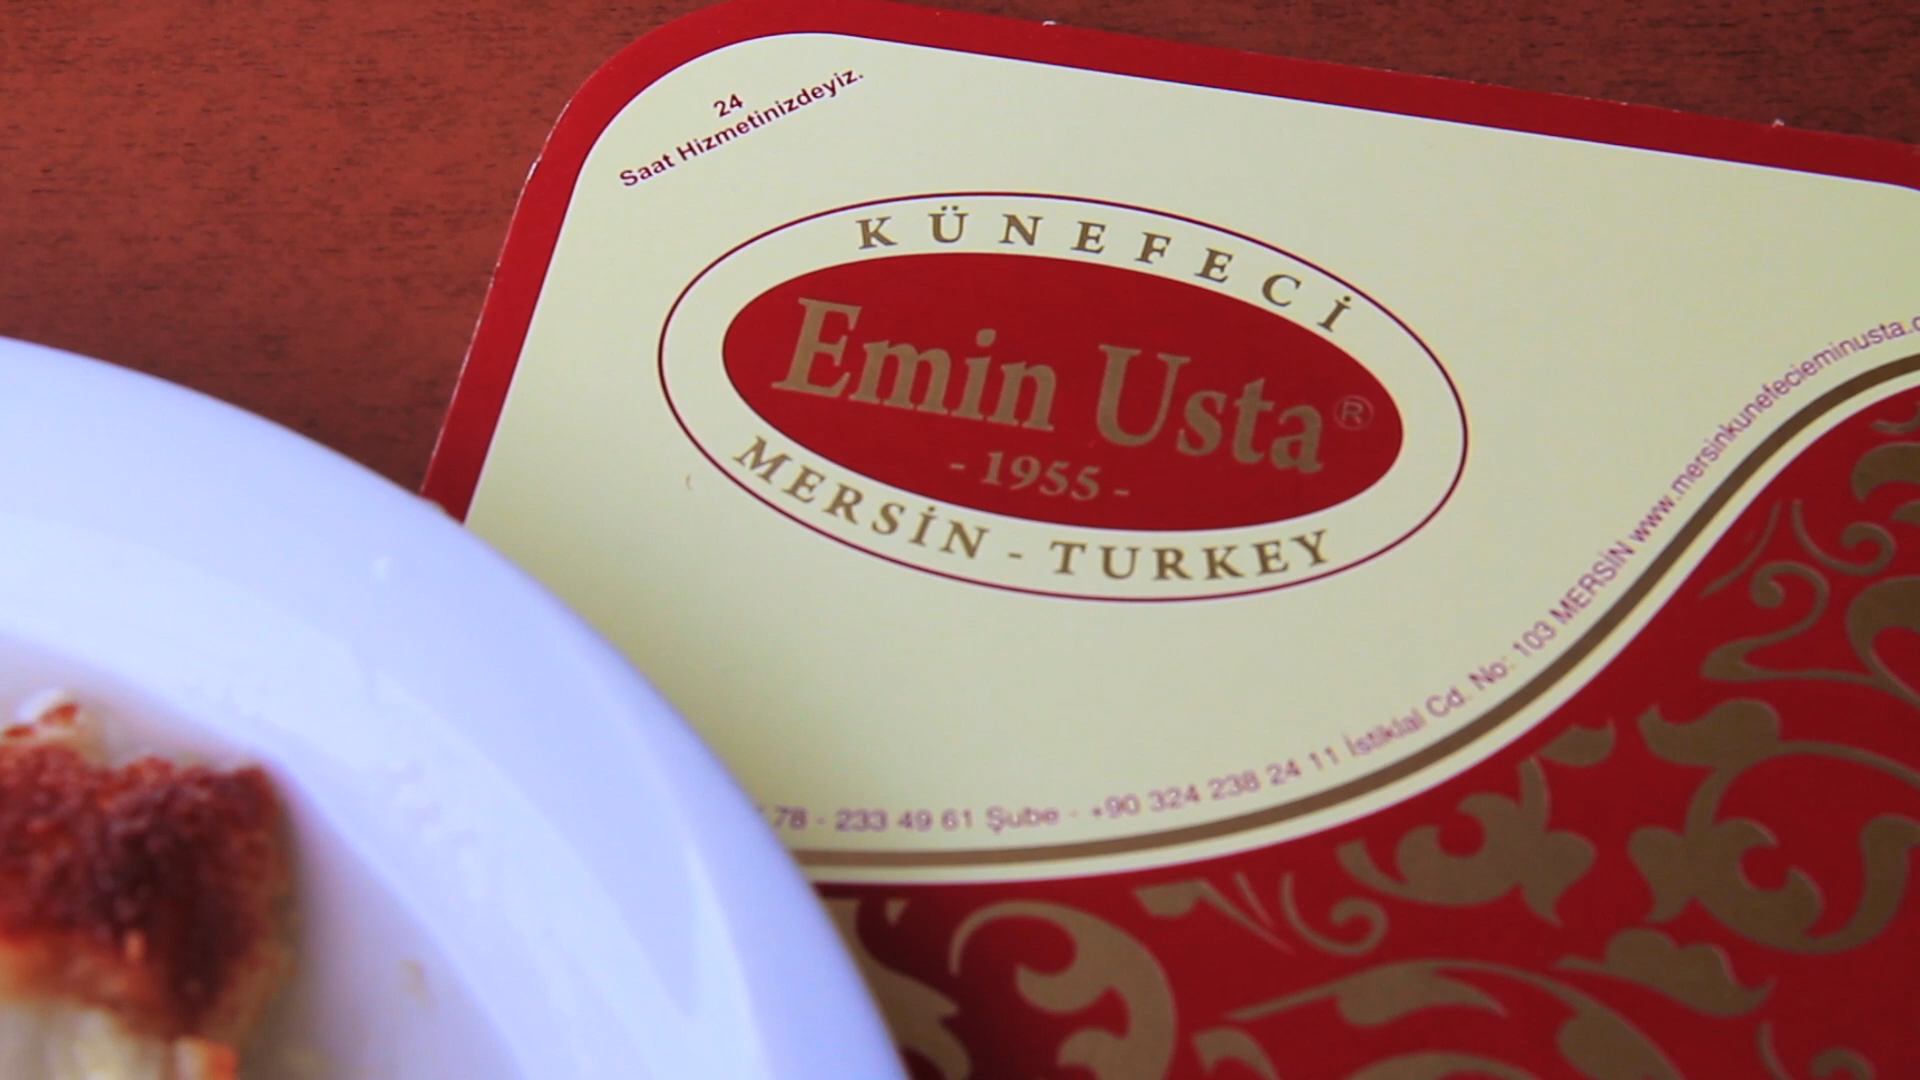 24
Saat Hizmetinizdeyiz.
KÜNEFECİ
Emin Usta®
- 1955 -
MERSİN - TURKEY
78 - 233 49 61 Şube - +90 324 238 24 11 İstiklal Cd. No: 103 MERSİN www.mersinkunefecieminusta.c